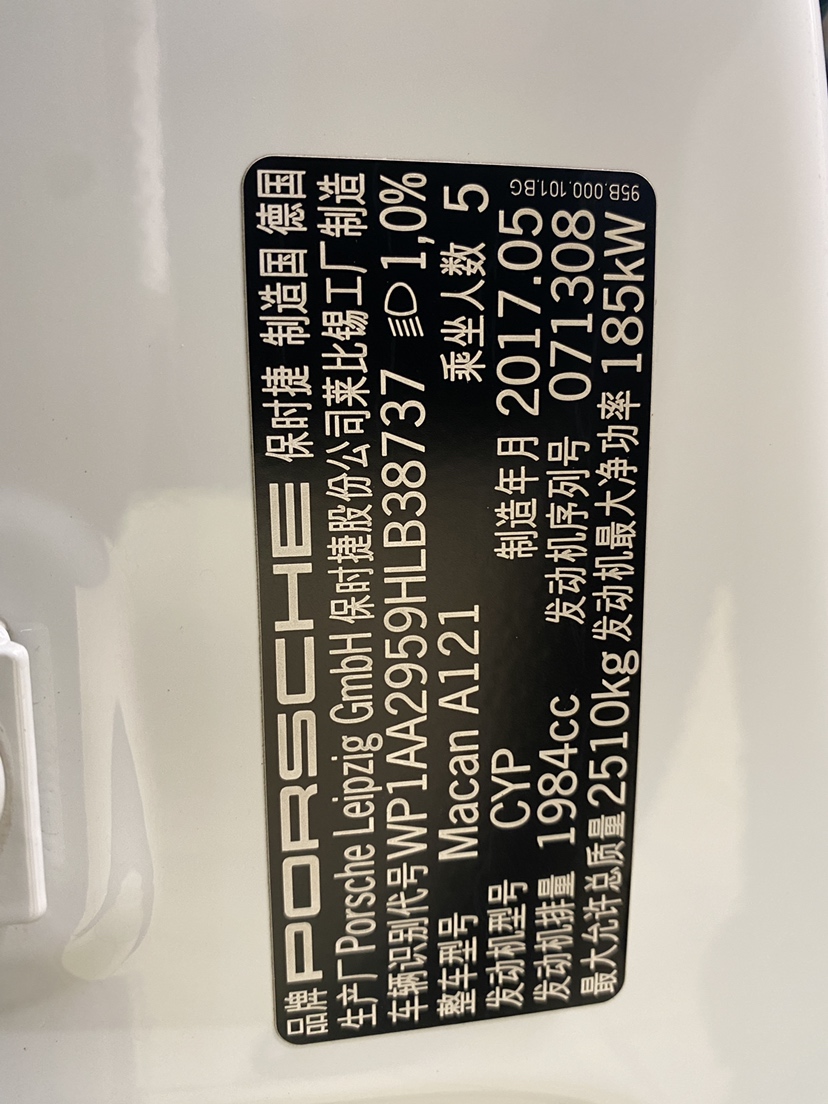 品牌 PORSCHE 保时捷 制造国 德国
生产厂 Porsche Leipzig GmbH 保时捷股份公司莱比锡工厂 制造
车辆识别代号 WP1AA2959HLB38737 1,0%
整车型号 Macan A121 乘坐人数 5
发动机型号 CYP 制造年月 2017.05
发动机排量 1984cc 发动机序列号 071308
最大允许总质量 2510kg 发动机最大净功率 185kW
95B.000.101.BG